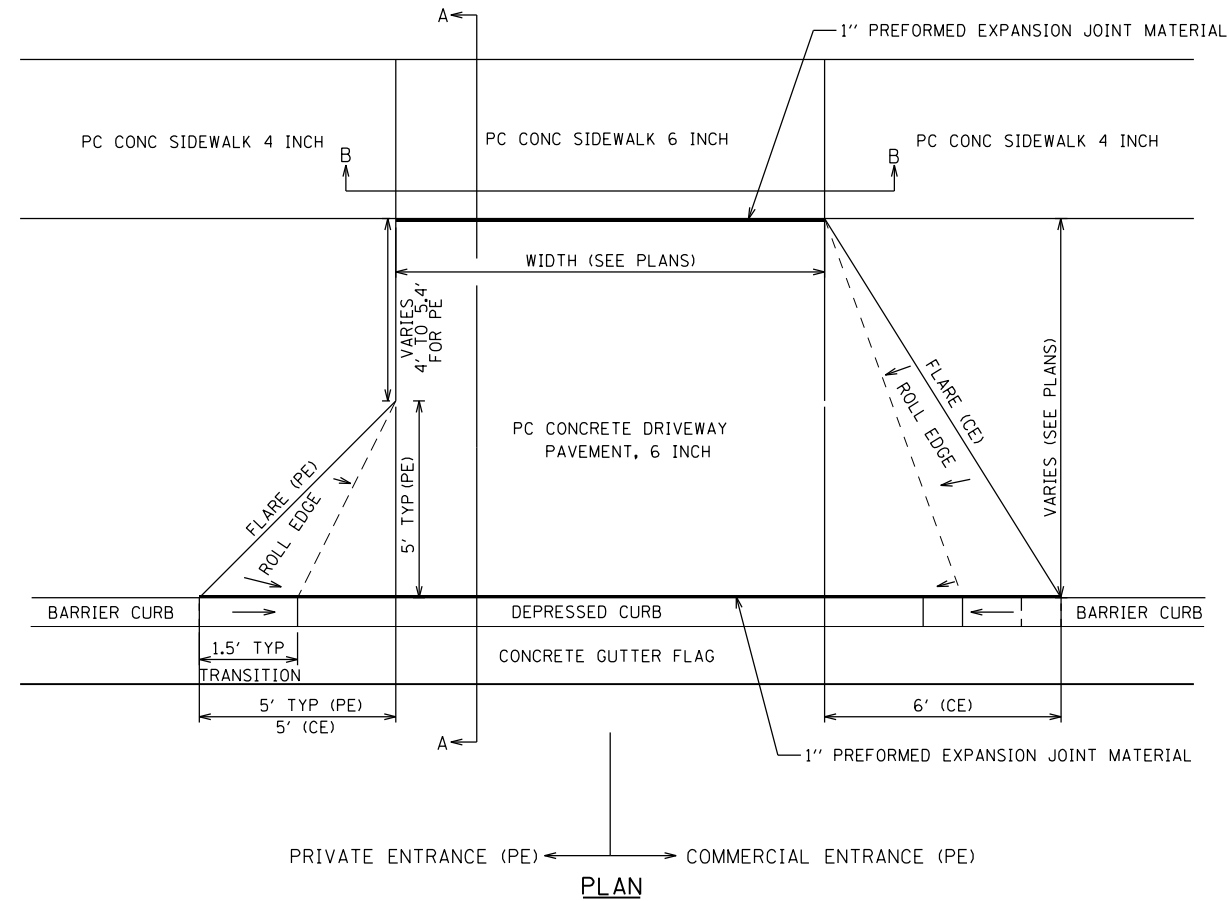 A
1" PREFORMED EXPANSION JOINT MATERIAL
PC CONC SIDEWALK 4 INCH
PC CONC SIDEWALK 6 INCH
PC CONC SIDEWALK 4 INCH
B
B
WIDTH (SEE PLANS)
VARIES
4' TO 5.4'
FOR PE
FLARE (CE)
ROLL EDGE
VARIES (SEE PLANS)
PC CONCRETE DRIVEWAY
PAVEMENT, 6 INCH
FLARE (PE)
ROLL EDGE
5' TYP (PE)
BARRIER CURB
DEPRESSED CURB
BARRIER CURB
1.5' TYP
TRANSITION
CONCRETE GUTTER FLAG
5' TYP (PE)
5' (CE)
6' (CE)
A
1" PREFORMED EXPANSION JOINT MATERIAL
PRIVATE ENTRANCE (PE)
COMMERCIAL ENTRANCE (PE)
PLAN